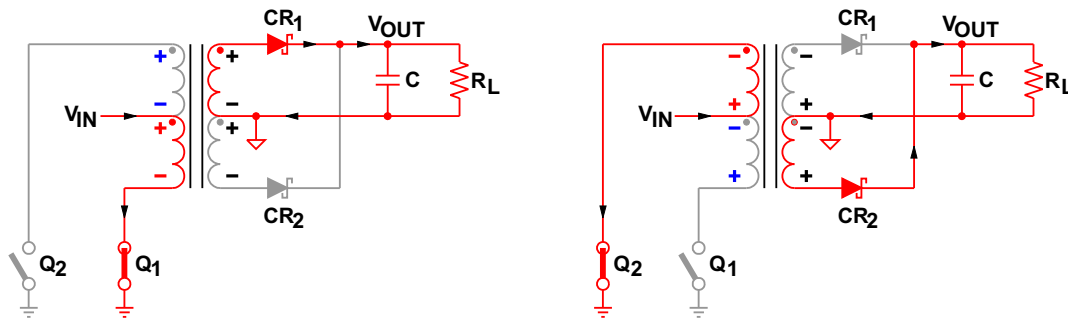 CR1
VOUT
+ +
C
RL
− −
VIN
+ +
− −
CR2
Q2
Q1
CR1
VOUT
− −
C
RL
+ +
VIN
− −
+ +
CR2
Q2
Q1